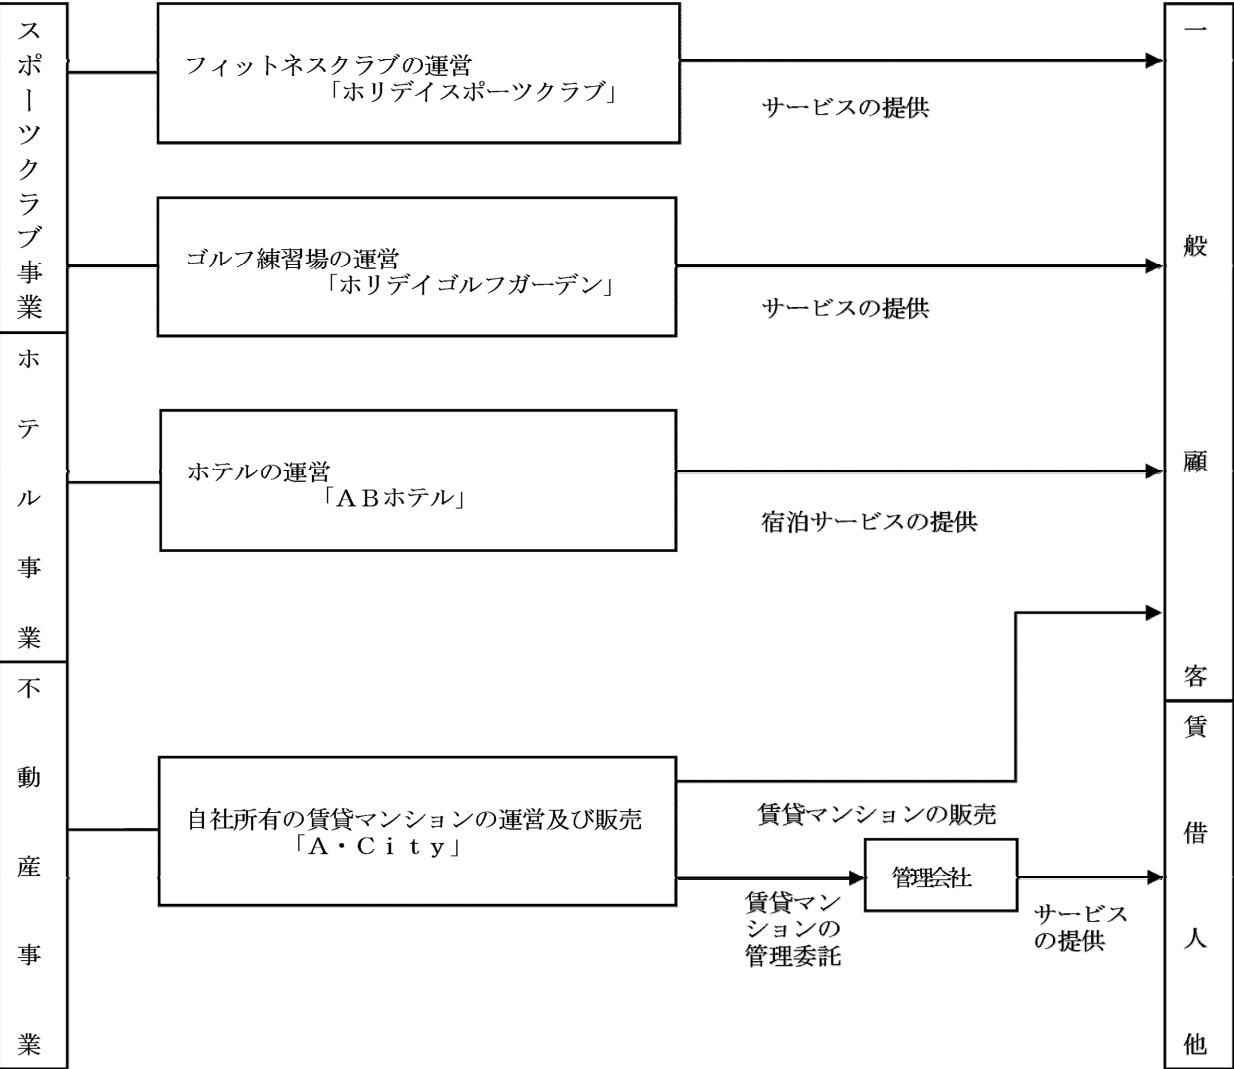 スポーツクラブ事業
フィットネスクラブの運営
「ホリデイスポーツクラブ」
サービスの提供
ゴルフ練習場の運営
「ホリデイゴルフガーデン」
サービスの提供
ホテル事業
ホテルの運営
「ＡＢホテル」
宿泊サービスの提供
不動産事業
自社所有の賃貸マンションの運営及び販売
「Ａ・Ｃｉｔｙ」
賃貸マンションの販売
賃貸マン
ションの
管理委託
管理会社
サービス
の提供
一般顧客
賃借人他